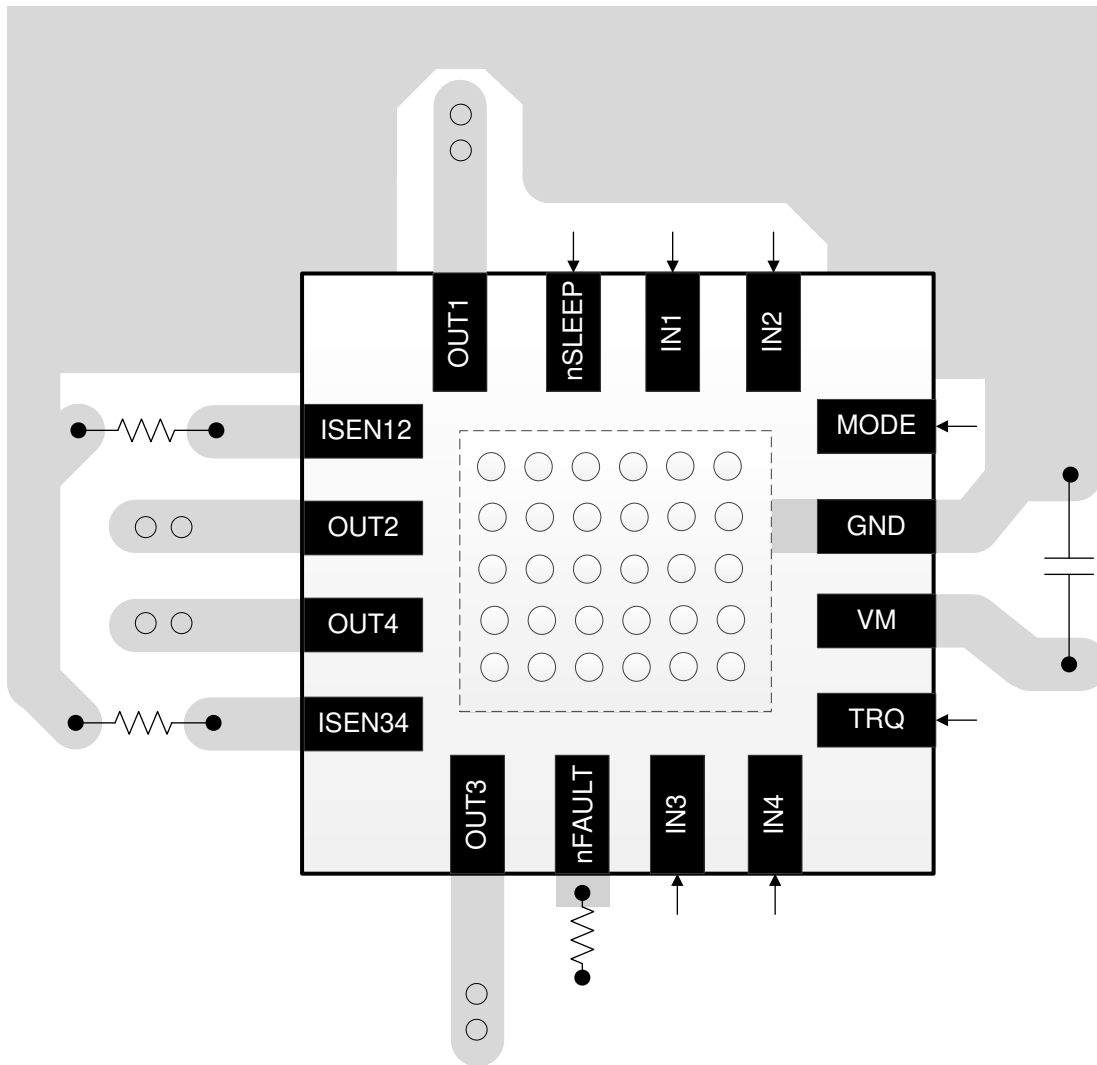 OUT1
nSLEEP
IN1
IN2
ISEN12
MODE
OUT2
GND
OUT4
VM
ISEN34
TRQ
OUT3
nFAULT
IN3
IN4